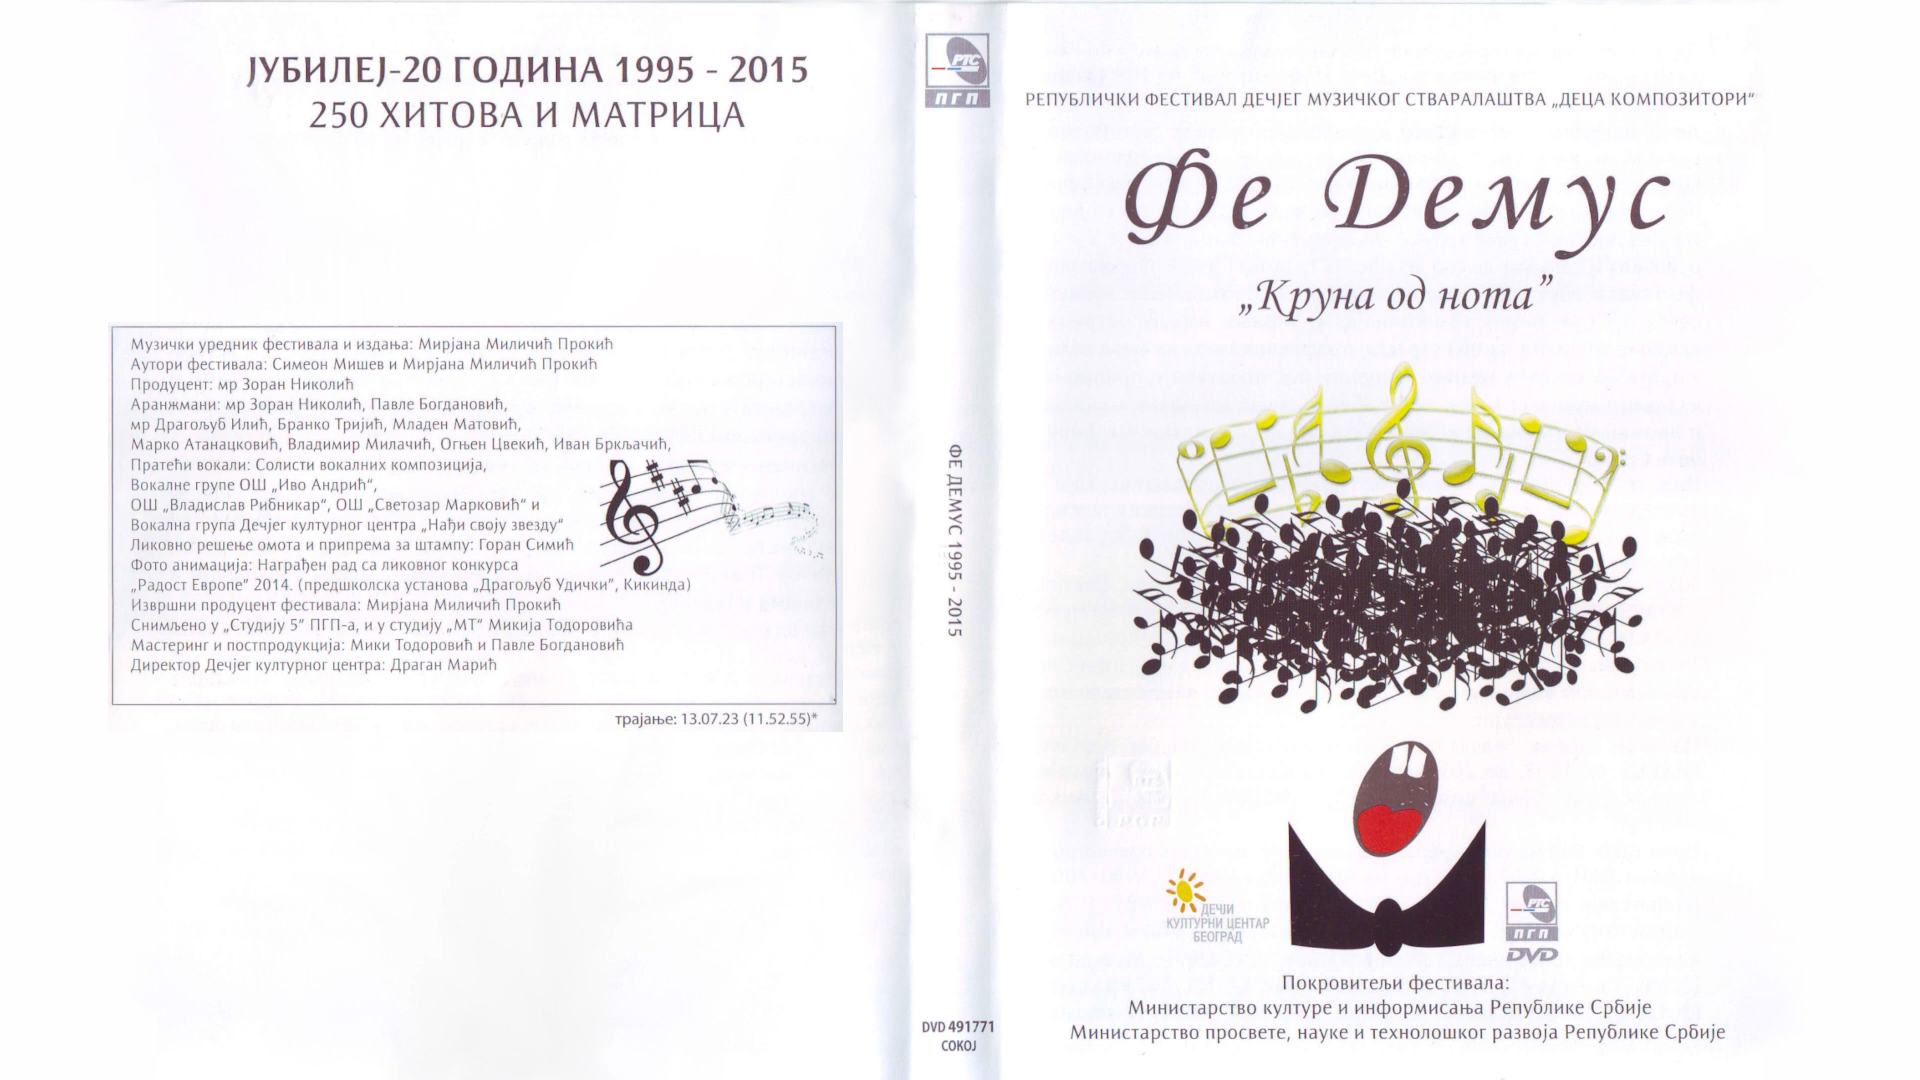 ЈУБИЛЕЈ-20 ГОДИНА 1995 - 2015
250 ХИТОВА И МАТРИЦА
Музички уредник фестивала и издања: Мирјана Миличић Прокић
Аутори фестивала: Симеон Мишев и Мирјана Миличић Прокић
Продуцент: мр Зоран Николић
Аранжмани: мр Зоран Николић, Павле Богдановић,
мр Драгољуб Илић, Бранко Тријић, Младен Матовић,
Марко Атанацковић, Владимир Милачић, Огњен Цвекић, Иван Бркљачић,
Пратећи вокали: Солисти вокалних композиција,
Вокалне групе ОШ „Иво Андрић“,
ОШ „Владислав Рибникар“, ОШ „Светозар Марковић“ и
Вокална група Дечјег културног центра „Нађи своју звезду“
Ликовно решење омота и припрема за штампу: Горан Симић
Фото анимација: Награђен рад са ликовног конкурса
„Радост Европе” 2014. (предшколска установа „Драгољуб Удички”, Кикинда)
Извршни продуцент фестивала: Мирјана Миличић Прокић
Снимљено у „Студију 5” ПГП-а, и у студију „МТ“ Микија Тодоровића
Мастеринг и постпродукција: Мики Тодоровић и Павле Богдановић
Директор Дечјег културног центра: Драган Марић
трајање: 13.07.23 (11.52.55)*
РТС
ПГП
ФЕ ДЕМУС 1995 - 2015
DVD 491771
СОКОЈ
РЕПУБЛИЧКИ ФЕСТИВАЛ ДЕЧЈЕГ МУЗИЧКОГ СТВАРАЛАШТВА „ДЕЦА КОМПОЗИТОРИ“
Фе Демус
„Круна од нота”
ДЕЧЈИ
КУЛТУРНИ ЦЕНТАР
БЕОГРАД
РТС
ПГП
DVD
Покровитељи фестивала:
Министарство културе и информисања Републике Србије
Министарство просвете, науке и технолошког развоја Републике Србије